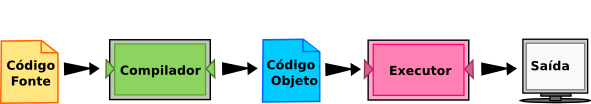 Código
Fonte
Compilador
Código
Objeto
Executor
Saída